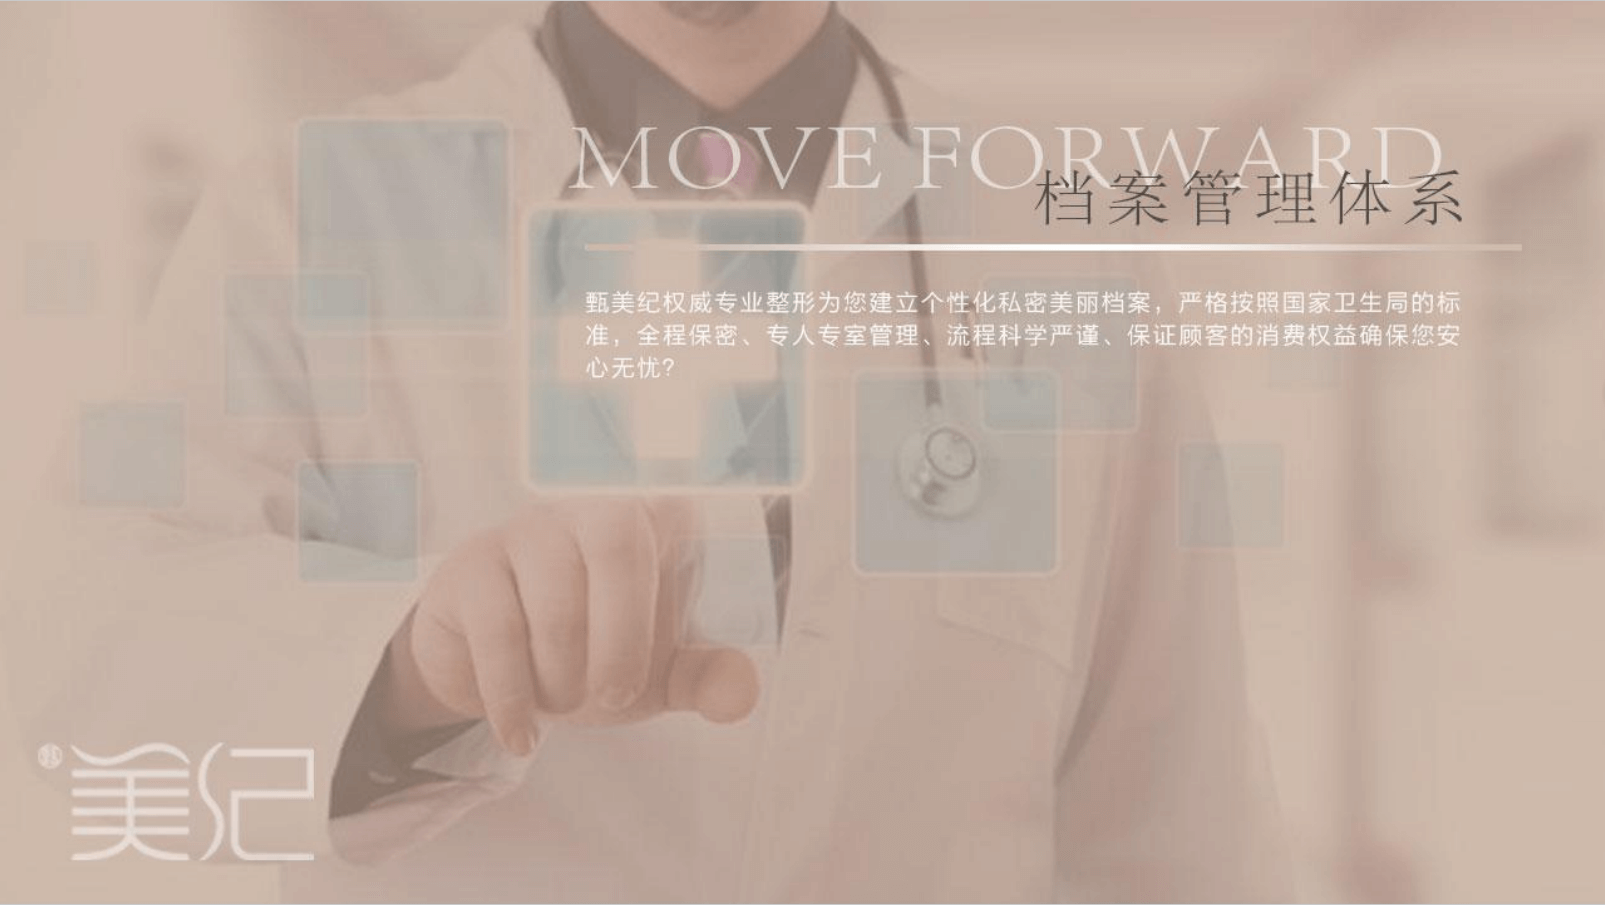 MOVE FORWARD
档案管理体系
甄美纪权威专业整形为您建立个性化私密美丽档案，严格按照国家卫生局的标
准，全程保密、专人专室管理、流程科学严谨、保证顾客的消费权益确保您安
心无忧?
美纪